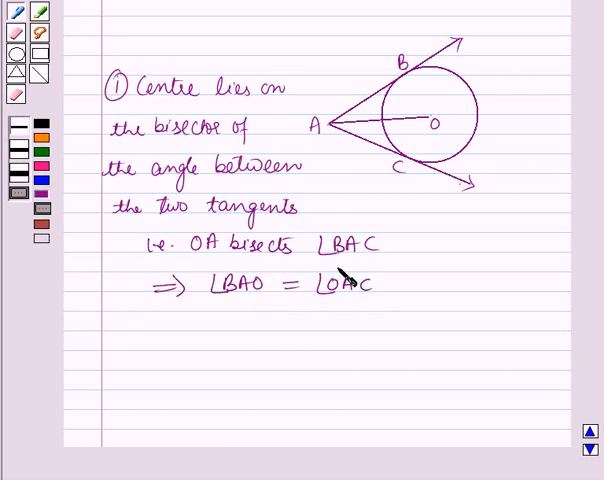 ① Centre lies on
the bisector of
the angle between
the two tangents
i.e. OA bisects ∠BAC
⇒ ∠BAO = ∠OAC
B
A
O
C